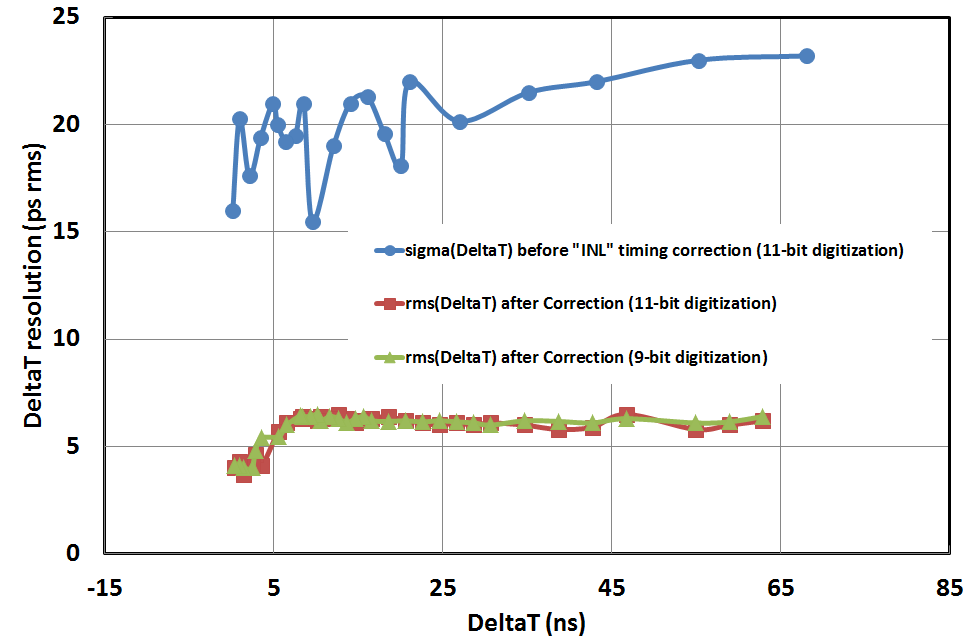 25
20
15
10
5
0
DeltaT resolution (ps rms)
sigma(DeltaT) before "INL" timing correction (11-bit digitization)
rms(DeltaT) after Correction (11-bit digitization)
rms(DeltaT) after Correction (9-bit digitization)
-15
5
25
45
65
85
DeltaT (ns)